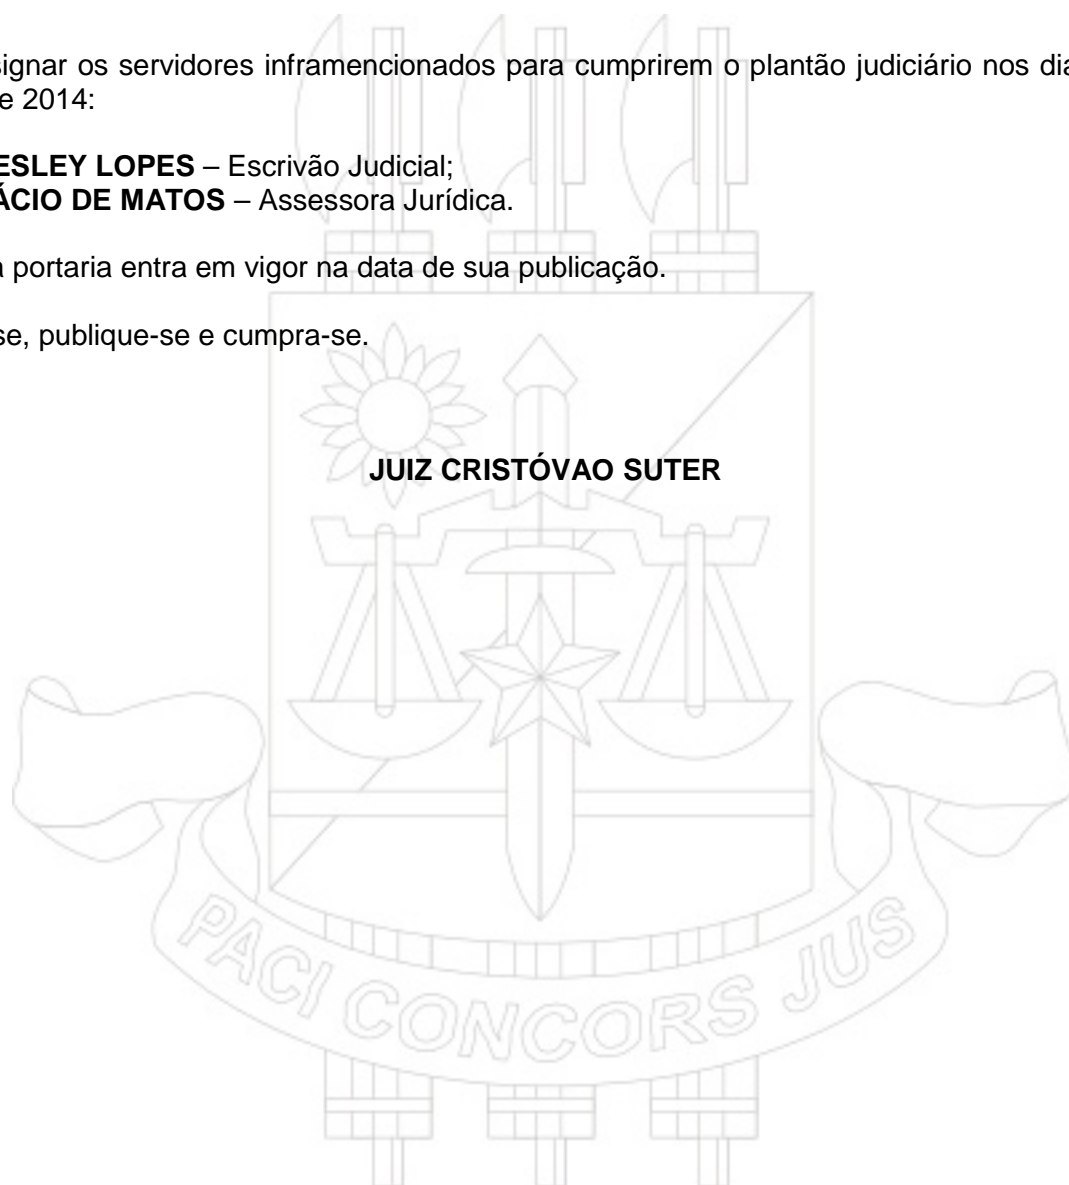 signar os servidores inframencionados para cumprirem o plantão judiciário nos dia
e 2014:
ESLEY LOPES – Escrivão Judicial;
ÁCIO DE MATOS – Assessora Jurídica.
a portaria entra em vigor na data de sua publicação.
se, publique-se e cumpra-se.
JUIZ CRISTÓVAO SUTER
PACI CONCORS JUS